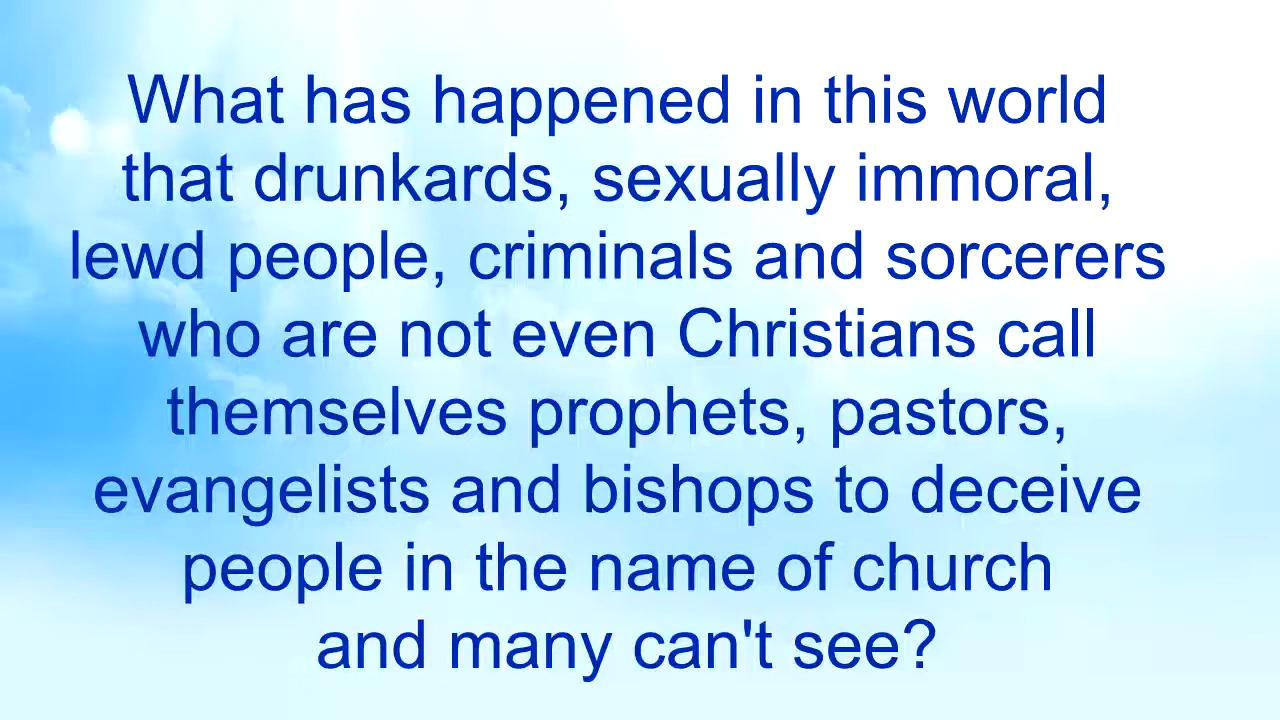 What has happened in this world
that drunkards, sexually immoral,
lewd people, criminals and sorcerers
who are not even Christians call
themselves prophets, pastors,
evangelists and bishops to deceive
people in the name of church
and many can't see?